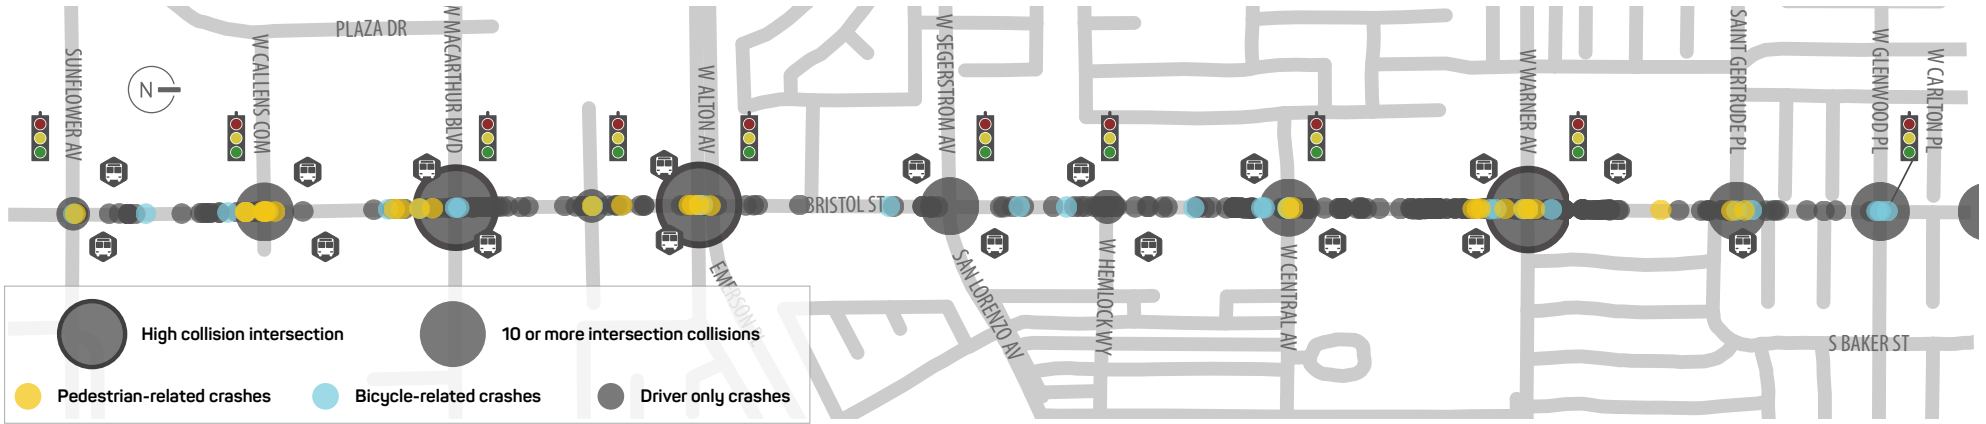 PLAZA DR
SUNFLOWER AV
W CALLENS COM
W MACARTHUR BLVD
W ALTON AV
W SEGERSTROM AV
W WARNER AV
SAINT GERTRUDE PL
W GLENWOOD PL
W CARLTON PL
N
BRISTOL ST
EMERSON
SAN LORENZO AV
W HEMLOCK WY
W CENTRAL AV
S BAKER ST
High collision intersection
10 or more intersection collisions
Pedestrian-related crashes
Bicycle-related crashes
Driver only crashes